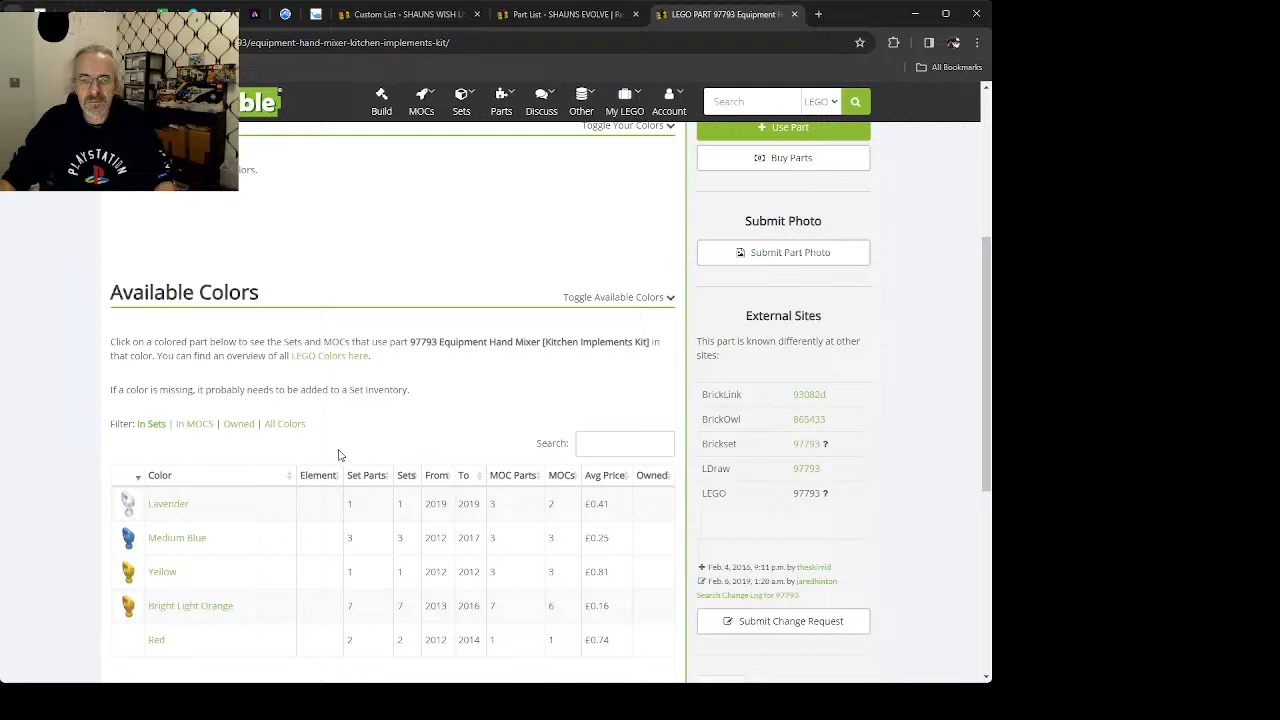 Custom List - SHAUNS WISH LI
Part List - SHAUNS EVOLVE | Re
LEGO PART 97793 Equipment H
93/equipment-hand-mixer-kitchen-implements-kit/
All Bookmarks
ble
Build
MOCs
Sets
Parts
Discuss
Other
My LEGO
Account
Search
LEGO
PLAYSTATION
Toggle Your Colors
olors.
Use Part
Buy Parts
Submit Photo
Submit Part Photo
Available Colors
Toggle Available Colors
Click on a colored part below to see the Sets and MOCs that use part 97793 Equipment Hand Mixer [Kitchen Implements Kit] in
that color. You can find an overview of all LEGO Colors here.
If a color is missing, it probably needs to be added to a Set Inventory.
Filter: In Sets | In MOCS | Owned | All Colors
Search:
Color Element Set Parts Sets From To MOC Parts MOCs Avg Price Owned
Lavender 1 1 2019 2019 3 2 £0.41
Medium Blue 3 3 2012 2017 3 3 £0.25
Yellow 1 1 2012 2012 3 3 £0.81
Bright Light Orange 7 7 2013 2016 7 6 £0.16
Red 2 2 2012 2014 1 1 £0.74
External Sites
This part is known differently at other
sites:
BrickLink 93082d
BrickOwl 865433
Brickset 97793 ?
LDraw 97793
LEGO 97793 ?
Feb. 4, 2016, 9:11 p.m. by theskirrid
Feb. 6, 2019, 1:28 a.m. by jaredhinton
Search Change Log for 97793
Submit Change Request